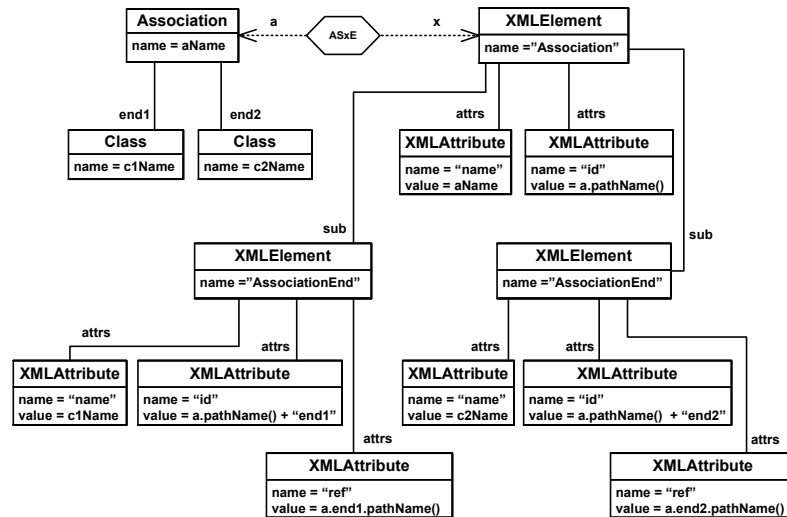 Association
name = aName
a
ASxE
x
XMLElement
name =”Association”
end1
end2
attrs
attrs
Class
name = c1Name
Class
name = c2Name
XMLAttribute
name = “name”
value = aName
XMLAttribute
name = “id”
value = a.pathName()
sub
sub
XMLElement
name =”AssociationEnd”
XMLElement
name =”AssociationEnd”
attrs
attrs
attrs
attrs
XMLAttribute
name = “name”
value = c1Name
XMLAttribute
name = “id”
value = a.pathName() + “end1”
XMLAttribute
name = “name”
value = c2Name
XMLAttribute
name = “id”
value = a.pathName() + “end2”
attrs
attrs
XMLAttribute
name = “ref”
value = a.end1.pathName()
XMLAttribute
name = “ref”
value = a.end2.pathName()